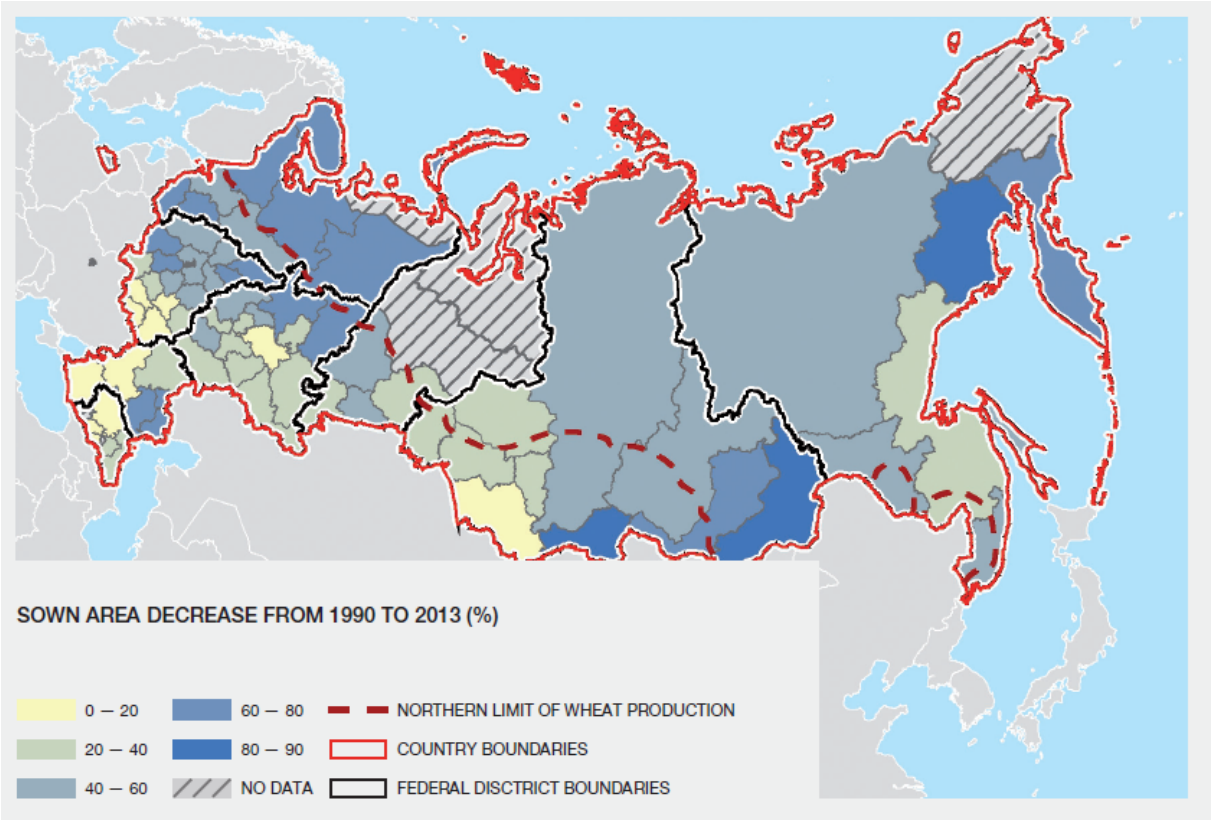 SOWN AREA DECREASE FROM 1990 TO 2013 (%)
0 — 20
20 — 40
40 — 60
60 — 80
80 — 90
NO DATA
NORTHERN LIMIT OF WHEAT PRODUCTION
COUNTRY BOUNDARIES
FEDERAL DISCTRICT BOUNDARIES